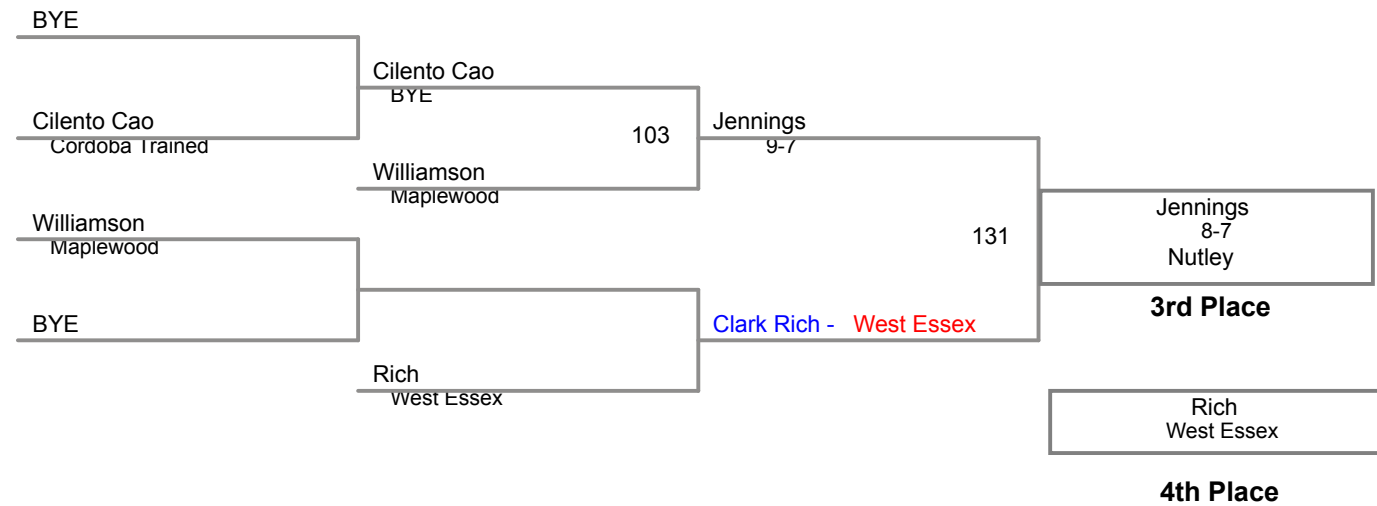 BYE
Cilento Cao
BYE
Cilento Cao
Cordoba Trained
103
Jennings
9-7
Williamson
Maplewood
Jennings
8-7
Nutley
Williamson
Maplewood
131
3rd Place
BYE
Clark Rich - West Essex
Rich
West Essex
Rich
West Essex
4th Place